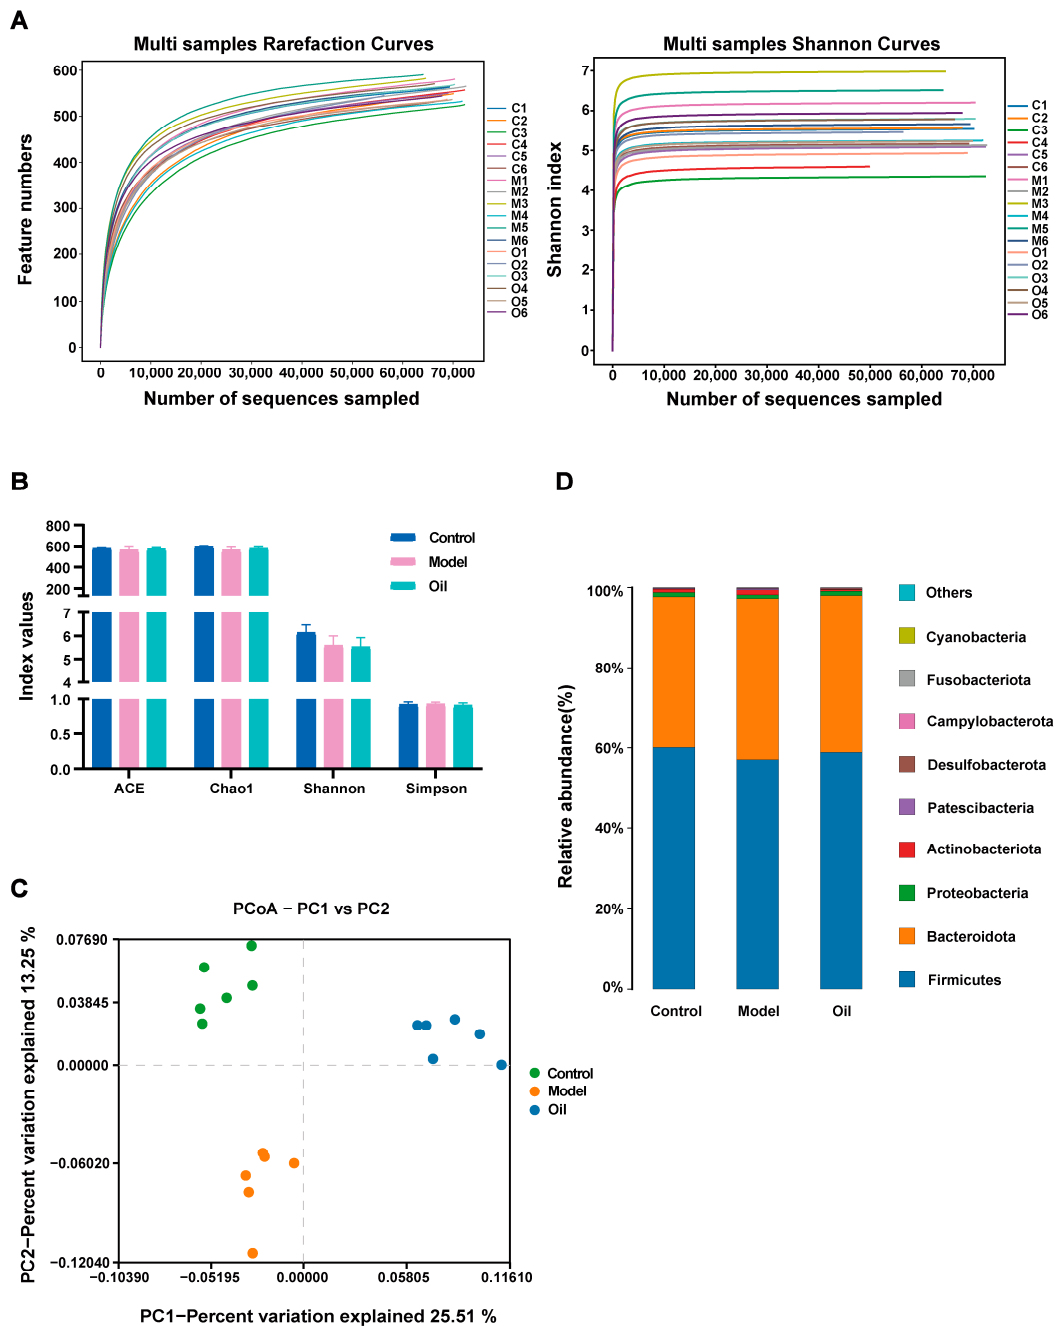 A
Multi samples Rarefaction Curves
Feature numbers
600
500
400
300
200
100
0
0 10,000 20,000 30,000 40,000 50,000 60,000 70,000
Number of sequences sampled
C1
C2
C3
C4
C5
C6
M1
M2
M3
M4
M5
M6
O1
O2
O3
O4
O5
O6
Multi samples Shannon Curves
Shannon index
7
6
5
4
3
2
1
0
0 10,000 20,000 30,000 40,000 50,000 60,000 70,000
Number of sequences sampled
C1
C2
C3
C4
C5
C6
M1
M2
M3
M4
M5
M6
O1
O2
O3
O4
O5
O6
B
Index values
800
600
400
200
7
6
5
4
1.0
0.5
0.0
ACE Chao1 Shannon Simpson
Control
Model
Oil
C
PCoA − PC1 vs PC2
PC2−Percent variation explained 13.25 %
0.07690
0.03845
0.00000
−0.06020
−0.12040
−0.10390 −0.05195 0.00000 0.05805 0.11610
PC1−Percent variation explained 25.51 %
Control
Model
Oil
D
Relative abundance(%)
100%
80%
60%
40%
20%
0%
Control Model Oil
Others
Cyanobacteria
Fusobacteriota
Campylobacterota
Desulfobacterota
Patescibacteria
Actinobacteriota
Proteobacteria
Bacteroidota
Firmicutes